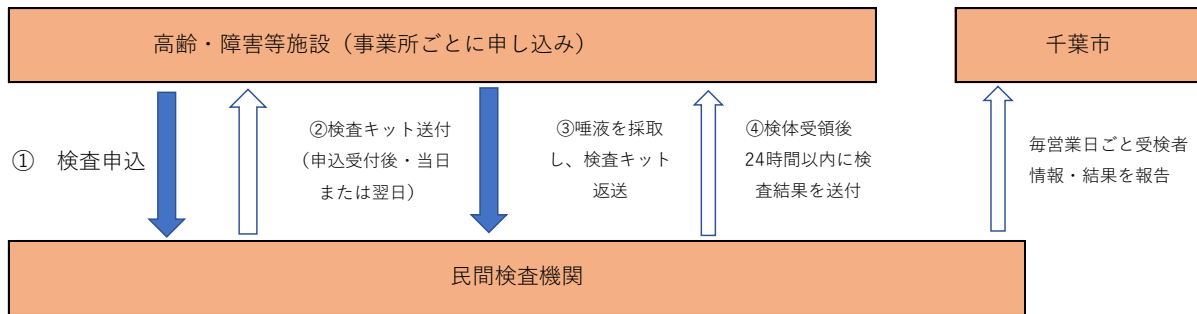 高齢・障害等施設（事業所ごとに申し込み）
千葉市
① 検査申込
②検査キット送付
（申込受付後・当日
または翌日）
③唾液を採取
し、検査キット
返送
④検体受領後
24時間以内に検
査結果を送付
毎営業日ごと受検者
情報・結果を報告
民間検査機関